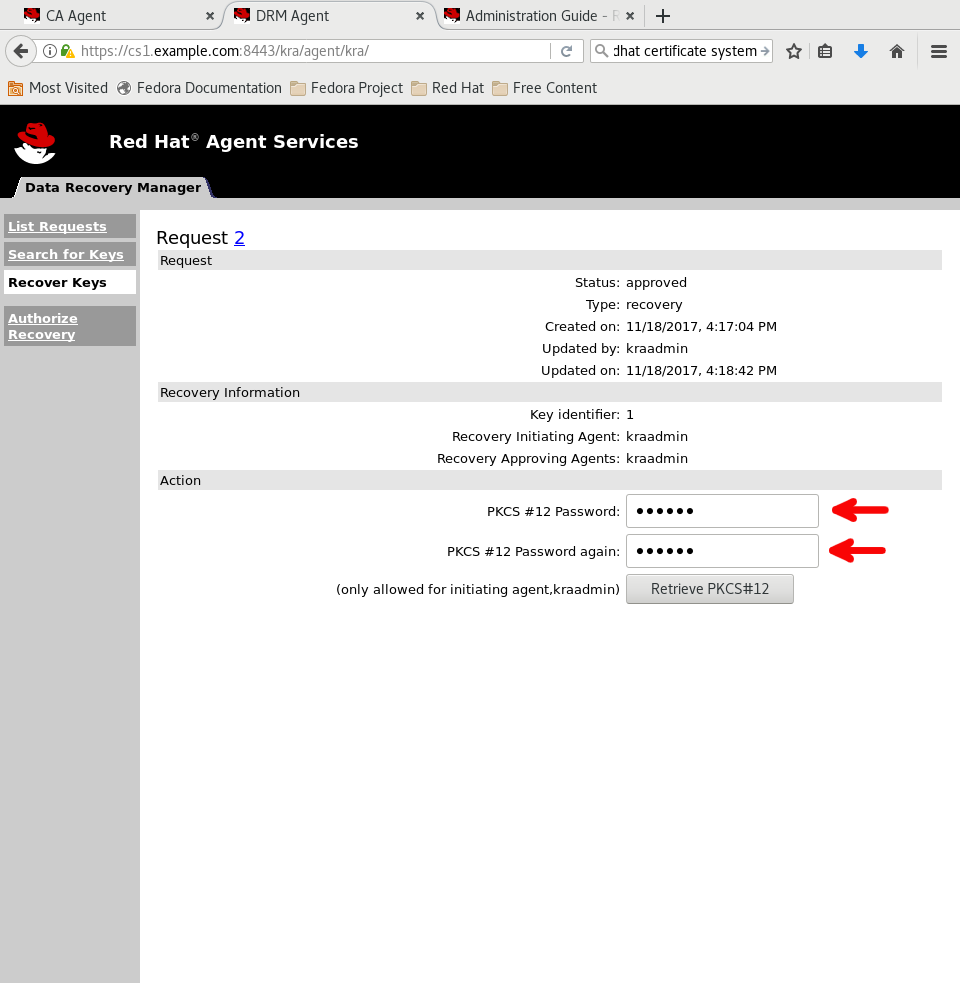 CA Agent
DRM Agent
Administration Guide - R
https://cs1.example.com:8443/kra/agent/kra/
dhat certificate system
Most Visited
Fedora Documentation
Fedora Project
Red Hat
Free Content
Red Hat® Agent Services
Data Recovery Manager
List Requests
Search for Keys
Recover Keys
Authorize
Recovery
Request 2
Request
Status: approved
Type: recovery
Created on: 11/18/2017, 4:17:04 PM
Updated by: kraadmin
Updated on: 11/18/2017, 4:18:42 PM
Recovery Information
Key identifier: 1
Recovery Initiating Agent: kraadmin
Recovery Approving Agents: kraadmin
Action
PKCS #12 Password: ••••••
PKCS #12 Password again: ••••••
(only allowed for initiating agent,kraadmin) Retrieve PKCS#12